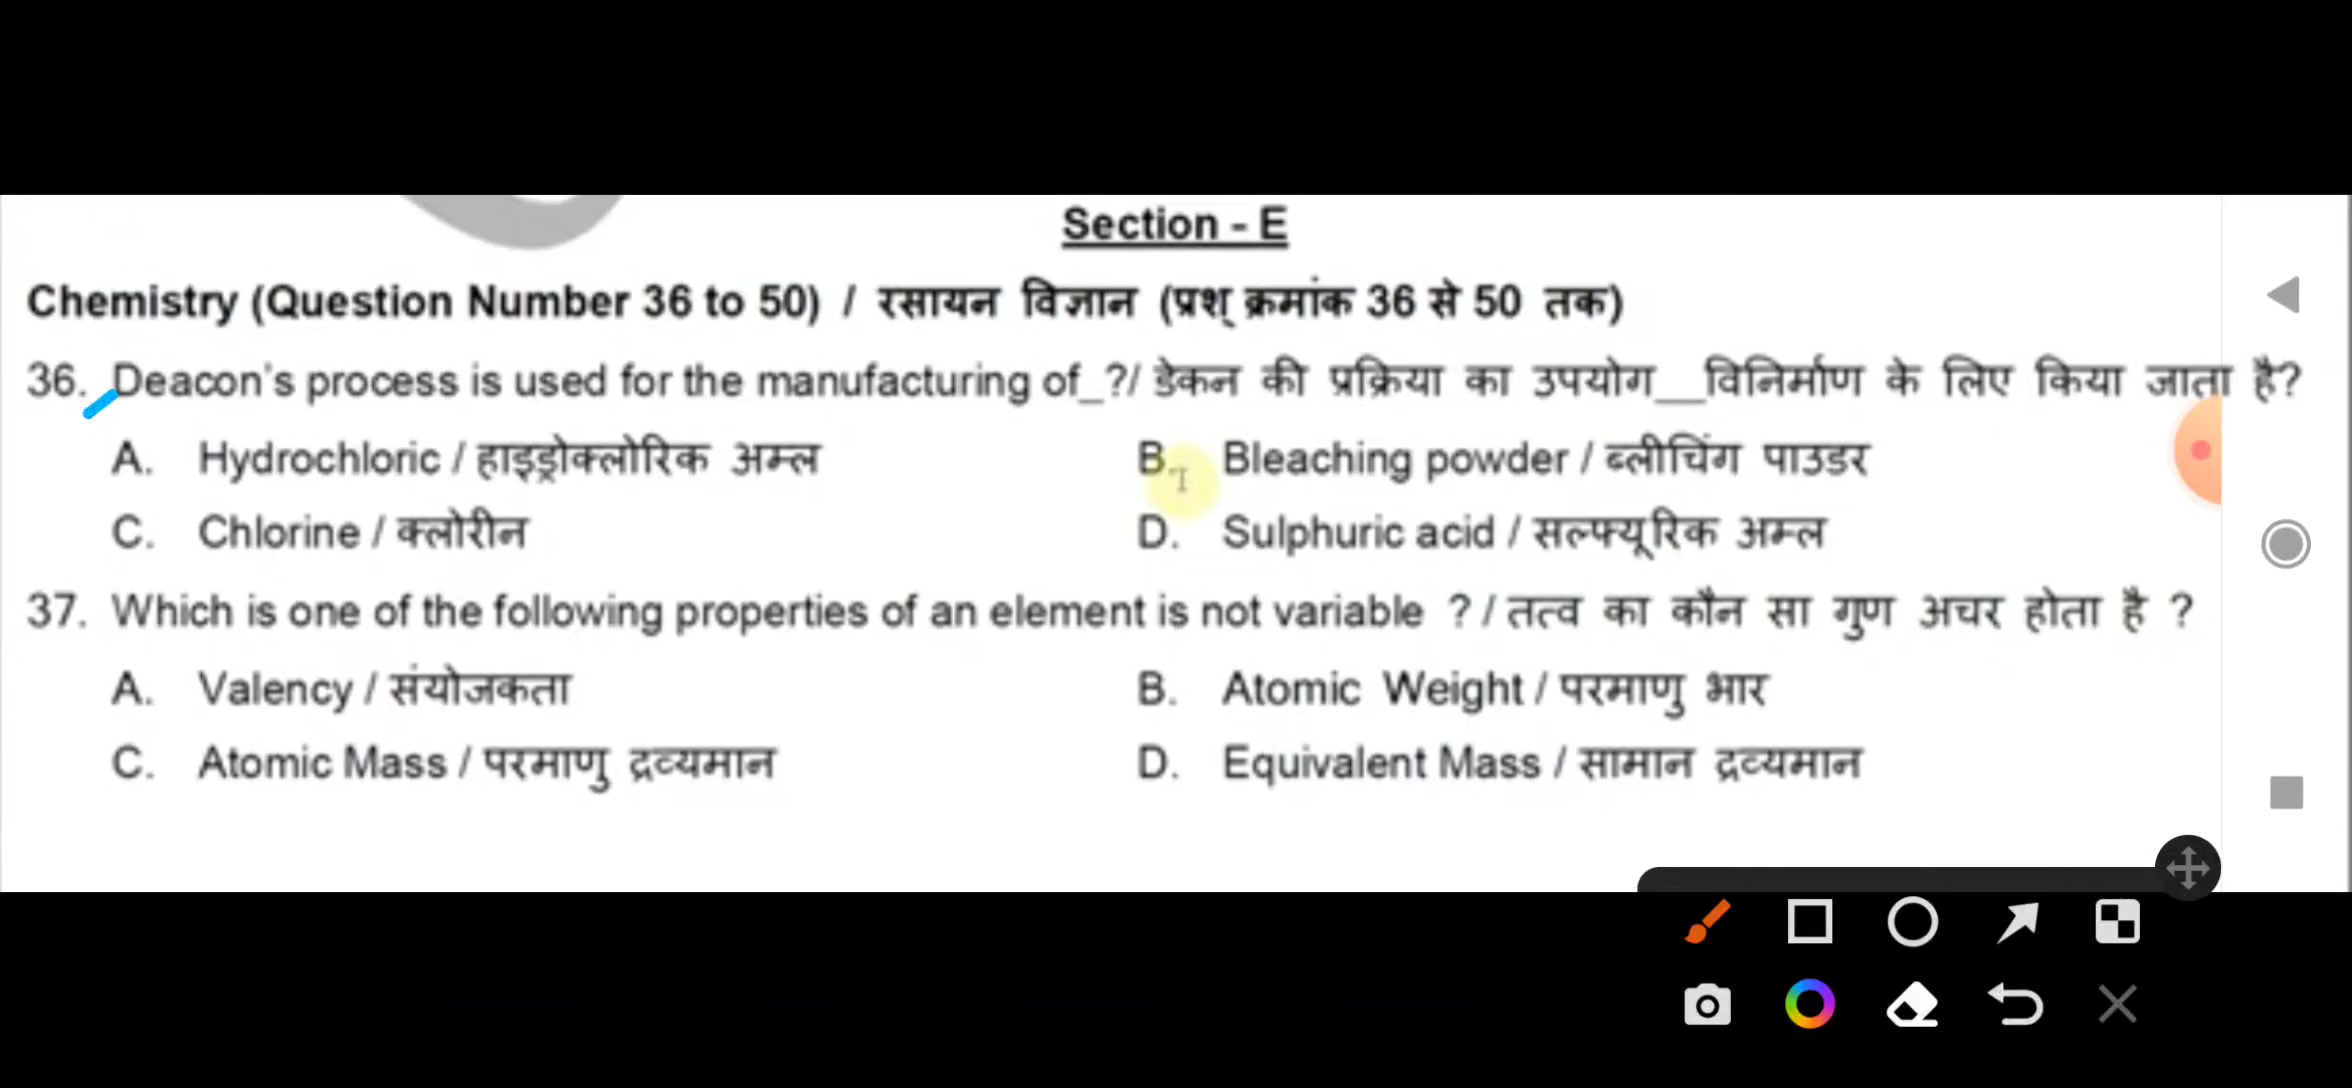 Section - E
Chemistry (Question Number 36 to 50) / रसायन विज्ञान (प्रश् क्रमांक 36 से 50 तक)
36. Deacon's process is used for the manufacturing of_?/ डेकन की प्रक्रिया का उपयोग__विनिर्माण के लिए किया जाता है?
A. Hydrochloric / हाइड्रोक्लोरिक अम्ल B. Bleaching powder / ब्लीचिंग पाउडर
C. Chlorine / क्लोरीन D. Sulphuric acid / सल्फ्यूरिक अम्ल
37. Which is one of the following properties of an element is not variable ? / तत्व का कौन सा गुण अचर होता है ?
A. Valency / संयोजकता B. Atomic Weight / परमाणु भार
C. Atomic Mass / परमाणु द्रव्यमान D. Equivalent Mass / सामान द्रव्यमान